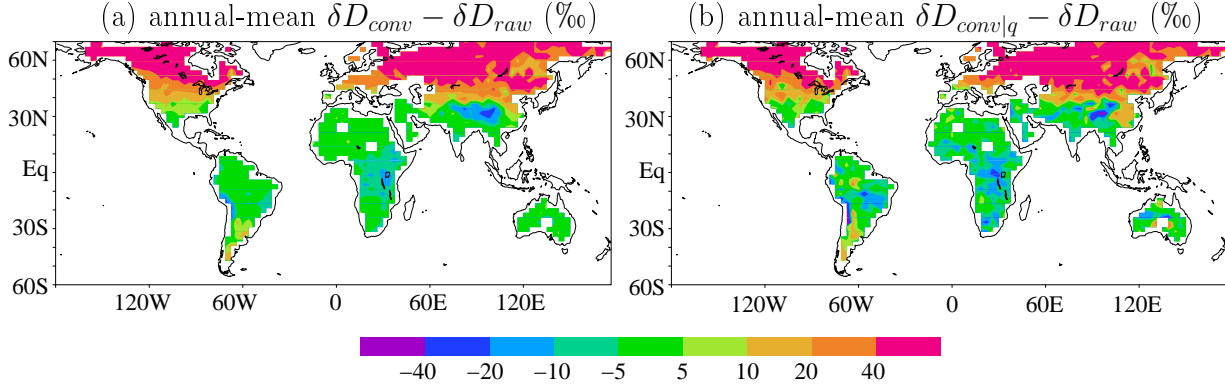 (a) annual-mean δD_conv − δD_raw (‰)
(b) annual-mean δD_conv|q − δD_raw (‰)
60N
30N
Eq
30S
60S
120W 60W 0 60E 120E
60N
30N
Eq
30S
60S
120W 60W 0 60E 120E
−40 −20 −10 −5 5 10 20 40